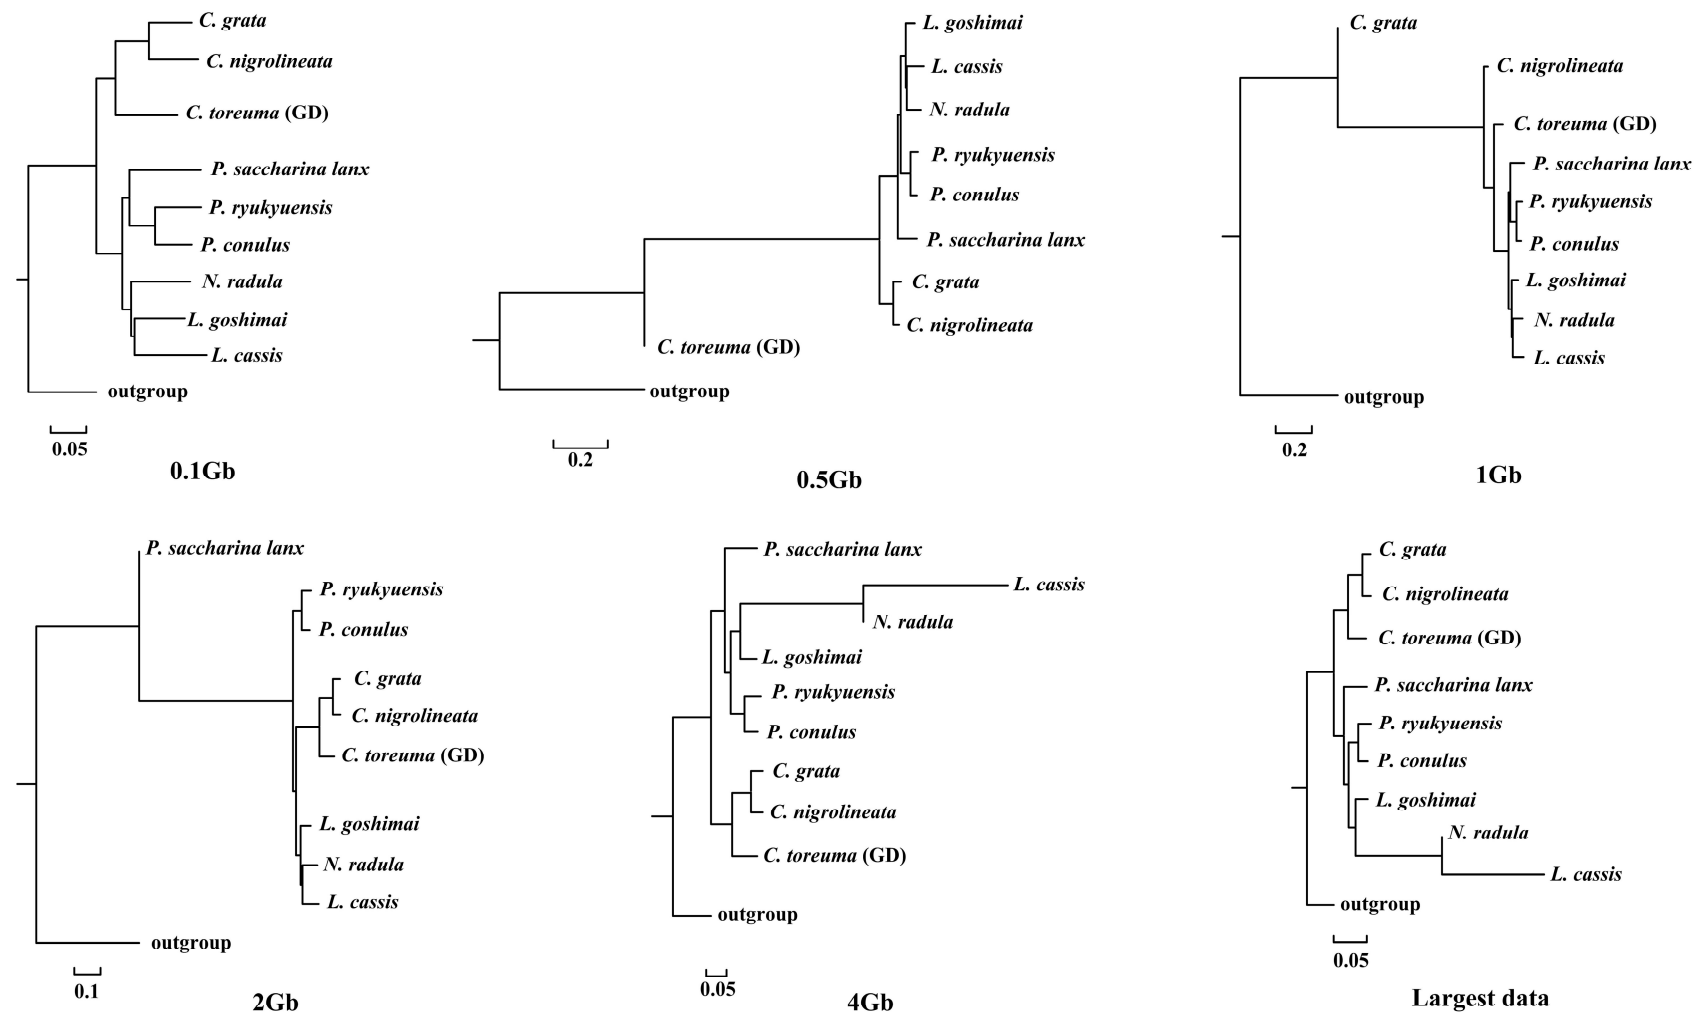 C. grata
C. nigrolineata
C. toreuma (GD)
P. saccharina lanx
P. ryukyuensis
P. conulus
N. radula
L. goshimai
L. cassis
outgroup
0.05
0.1Gb
L. goshimai
L. cassis
N. radula
P. ryukyuensis
P. conulus
P. saccharina lanx
C. grata
C. nigrolineata
C. toreuma (GD)
outgroup
0.2
0.5Gb
C. grata
C. nigrolineata
C. toreuma (GD)
P. saccharina lanx
P. ryukyuensis
P. conulus
L. goshimai
N. radula
L. cassis
outgroup
0.2
1Gb
P. saccharina lanx
P. ryukyuensis
P. conulus
C. grata
C. nigrolineata
C. toreuma (GD)
L. goshimai
N. radula
L. cassis
outgroup
0.1
2Gb
P. saccharina lanx
L. cassis
N. radula
L. goshimai
P. ryukyuensis
P. conulus
C. grata
C. nigrolineata
C. toreuma (GD)
outgroup
0.05
4Gb
C. grata
C. nigrolineata
C. toreuma (GD)
P. saccharina lanx
P. ryukyuensis
P. conulus
L. goshimai
N. radula
L. cassis
outgroup
0.05
Largest data